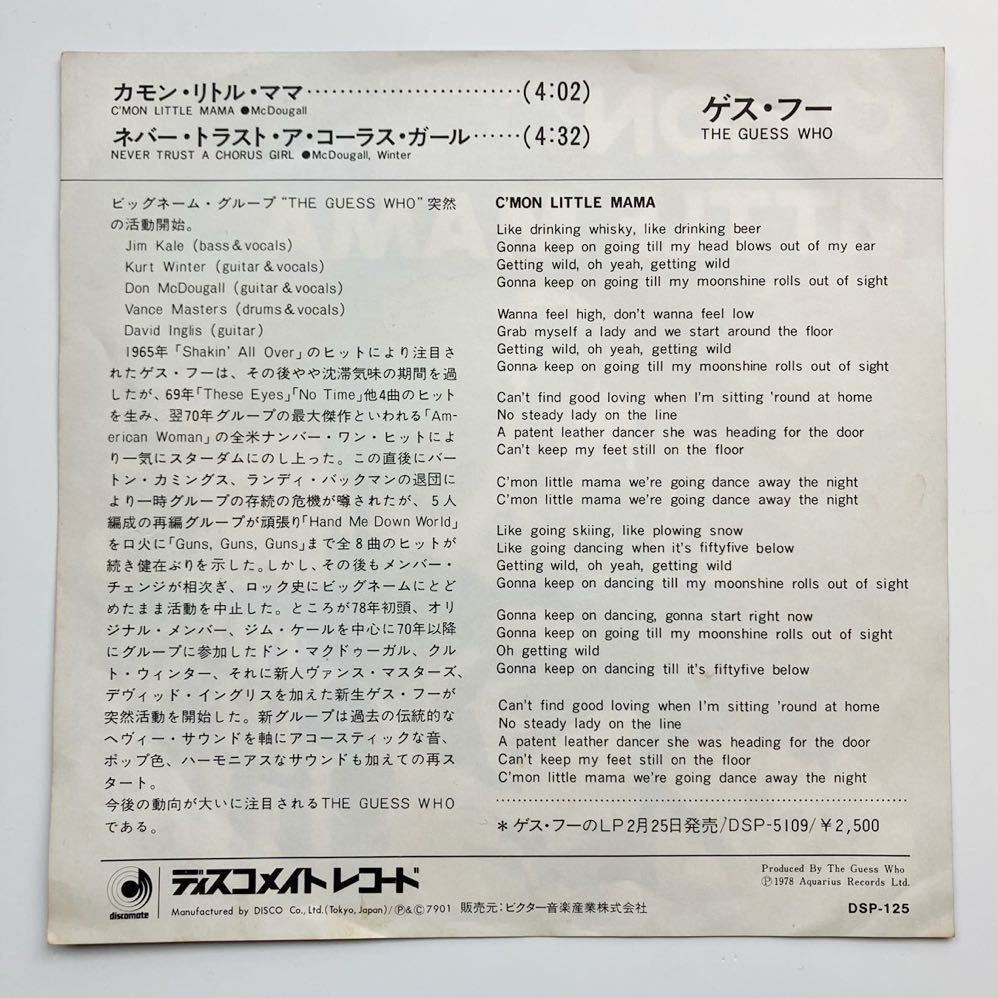 カモン・リトル・ママ…………………………(4:02)
C'MON LITTLE MAMA ●McDougall
ネバー・トラスト・ア・コーラス・ガール……(4:32)
NEVER TRUST A CHORUS GIRL ●McDougall, Winter
ゲス・フー
THE GUESS WHO
ビッグネーム・グループ“THE GUESS WHO”突然
の活動開始。
Jim Kale (bass & vocals)
Kurt Winter (guitar & vocals)
Don McDougall (guitar & vocals)
Vance Masters (drums & vocals)
David Inglis (guitar)
1965年「Shakin' All Over」のヒットにより注目さ
れたゲス・フーは、その後やや沈滞気味の期間を過
したが、69年「These Eyes」「No Time」他4曲のヒット
を生み、翌70年グループの最大傑作といわれる「Am-
erican Woman」の全米ナンバー・ワン・ヒットによ
り一気にスターダムにのし上った。この直後にバー
トン・カミングス、ランディ・バックマンの退団に
より一時グループの存続の危機が噂されたが、5人
編成の再編グループが頑張り「Hand Me Down World」
を口火に「Guns, Guns, Guns」まで全8曲のヒットが
続き健在ぶりを示した。しかし、その後もメンバー・
チェンジが相次ぎ、ロック史にビッグネームにとど
めたまま活動を中止した。ところが78年初頭、オリ
ジナル・メンバー、ジム・ケールを中心に70年以降
にグループに参加したドン・マクドゥーガル、クル
ト・ウィンター、それに新人ヴァンス・マスターズ、
デヴィッド・イングリスを加えた新生ゲス・フーが
突然活動を開始した。新グループは過去の伝統的な
ヘヴィー・サウンドを軸にアコースティックな音、
ポップ色、ハーモニアスなサウンドも加えての再ス
タート。
今後の動向が大いに注目されるTHE GUESS WHO
である。
C'MON LITTLE MAMA
Like drinking whisky, like drinking beer
Gonna keep on going till my head blows out of my ear
Getting wild, oh yeah, getting wild
Gonna keep on going till my moonshine rolls out of sight
Wanna feel high, don't wanna feel low
Grab myself a lady and we start around the floor
Getting wild, oh yeah, getting wild
Gonna keep on going till my moonshine rolls out of sight
Can't find good loving when I'm sitting 'round at home
No steady lady on the line
A patent leather dancer she was heading for the door
Can't keep my feet still on the floor
C'mon little mama we're going dance away the night
C'mon little mama we're going dance away the night
Like going skiing, like plowing snow
Like going dancing when it's fiftyfive below
Getting wild, oh yeah, getting wild
Gonna keep on dancing till my moonshine rolls out of sight
Gonna keep on dancing, gonna start right now
Gonna keep on going till my moonshine rolls out of sight
Oh getting wild
Gonna keep on dancing till it's fiftyfive below
Can't find good loving when I'm sitting 'round at home
No steady lady on the line
A patent leather dancer she was heading for the door
Can't keep my feet still on the floor
C'mon little mama we're going dance away the night
＊ゲス・フーのLP2月25日発売/DSP-5109/¥2,500
discomate
ディスコメイトレコード
Manufactured by DISCO Co., Ltd. (Tokyo, Japan)/Ⓟ&Ⓒ7901 販売元:ビクター音楽産業株式会社
Produced By The Guess Who
Ⓟ1978 Aquarius Records Ltd.
DSP-125